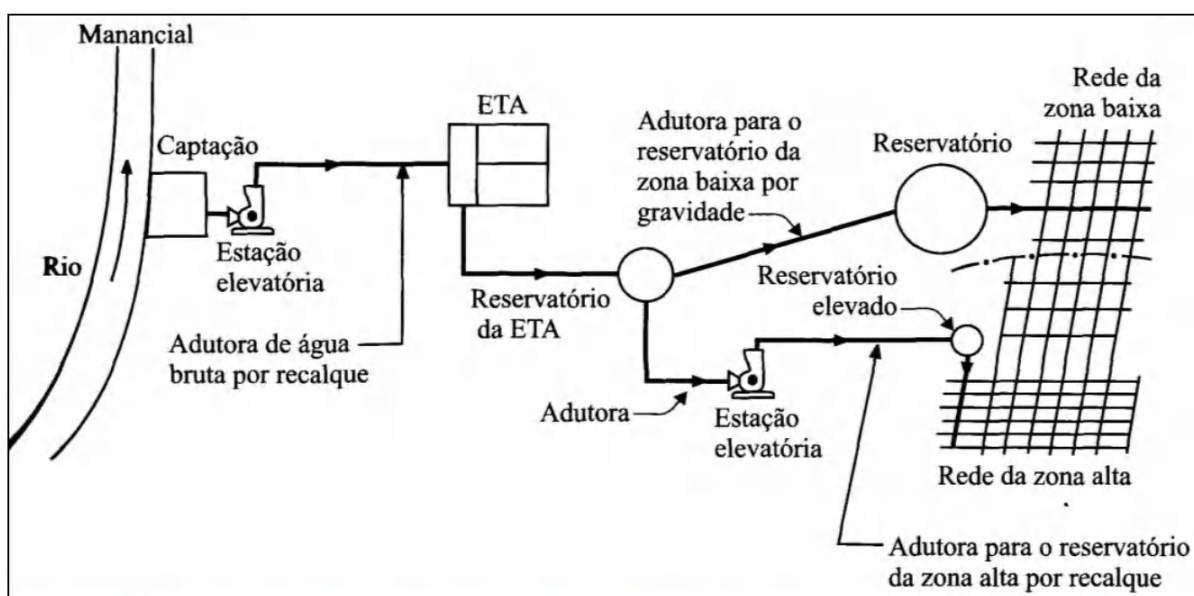 Manancial
Captação
Rio
Estação
elevatória
Adutora de água
bruta por recalque
ETA
Reservatório
da ETA
Adutora para o
reservatório da
zona baixa por
gravidade
Reservatório
Rede da
zona baixa
Reservatório
elevado
Adutora
Estação
elevatória
Rede da zona alta
Adutora para o reservatório
da zona alta por recalque